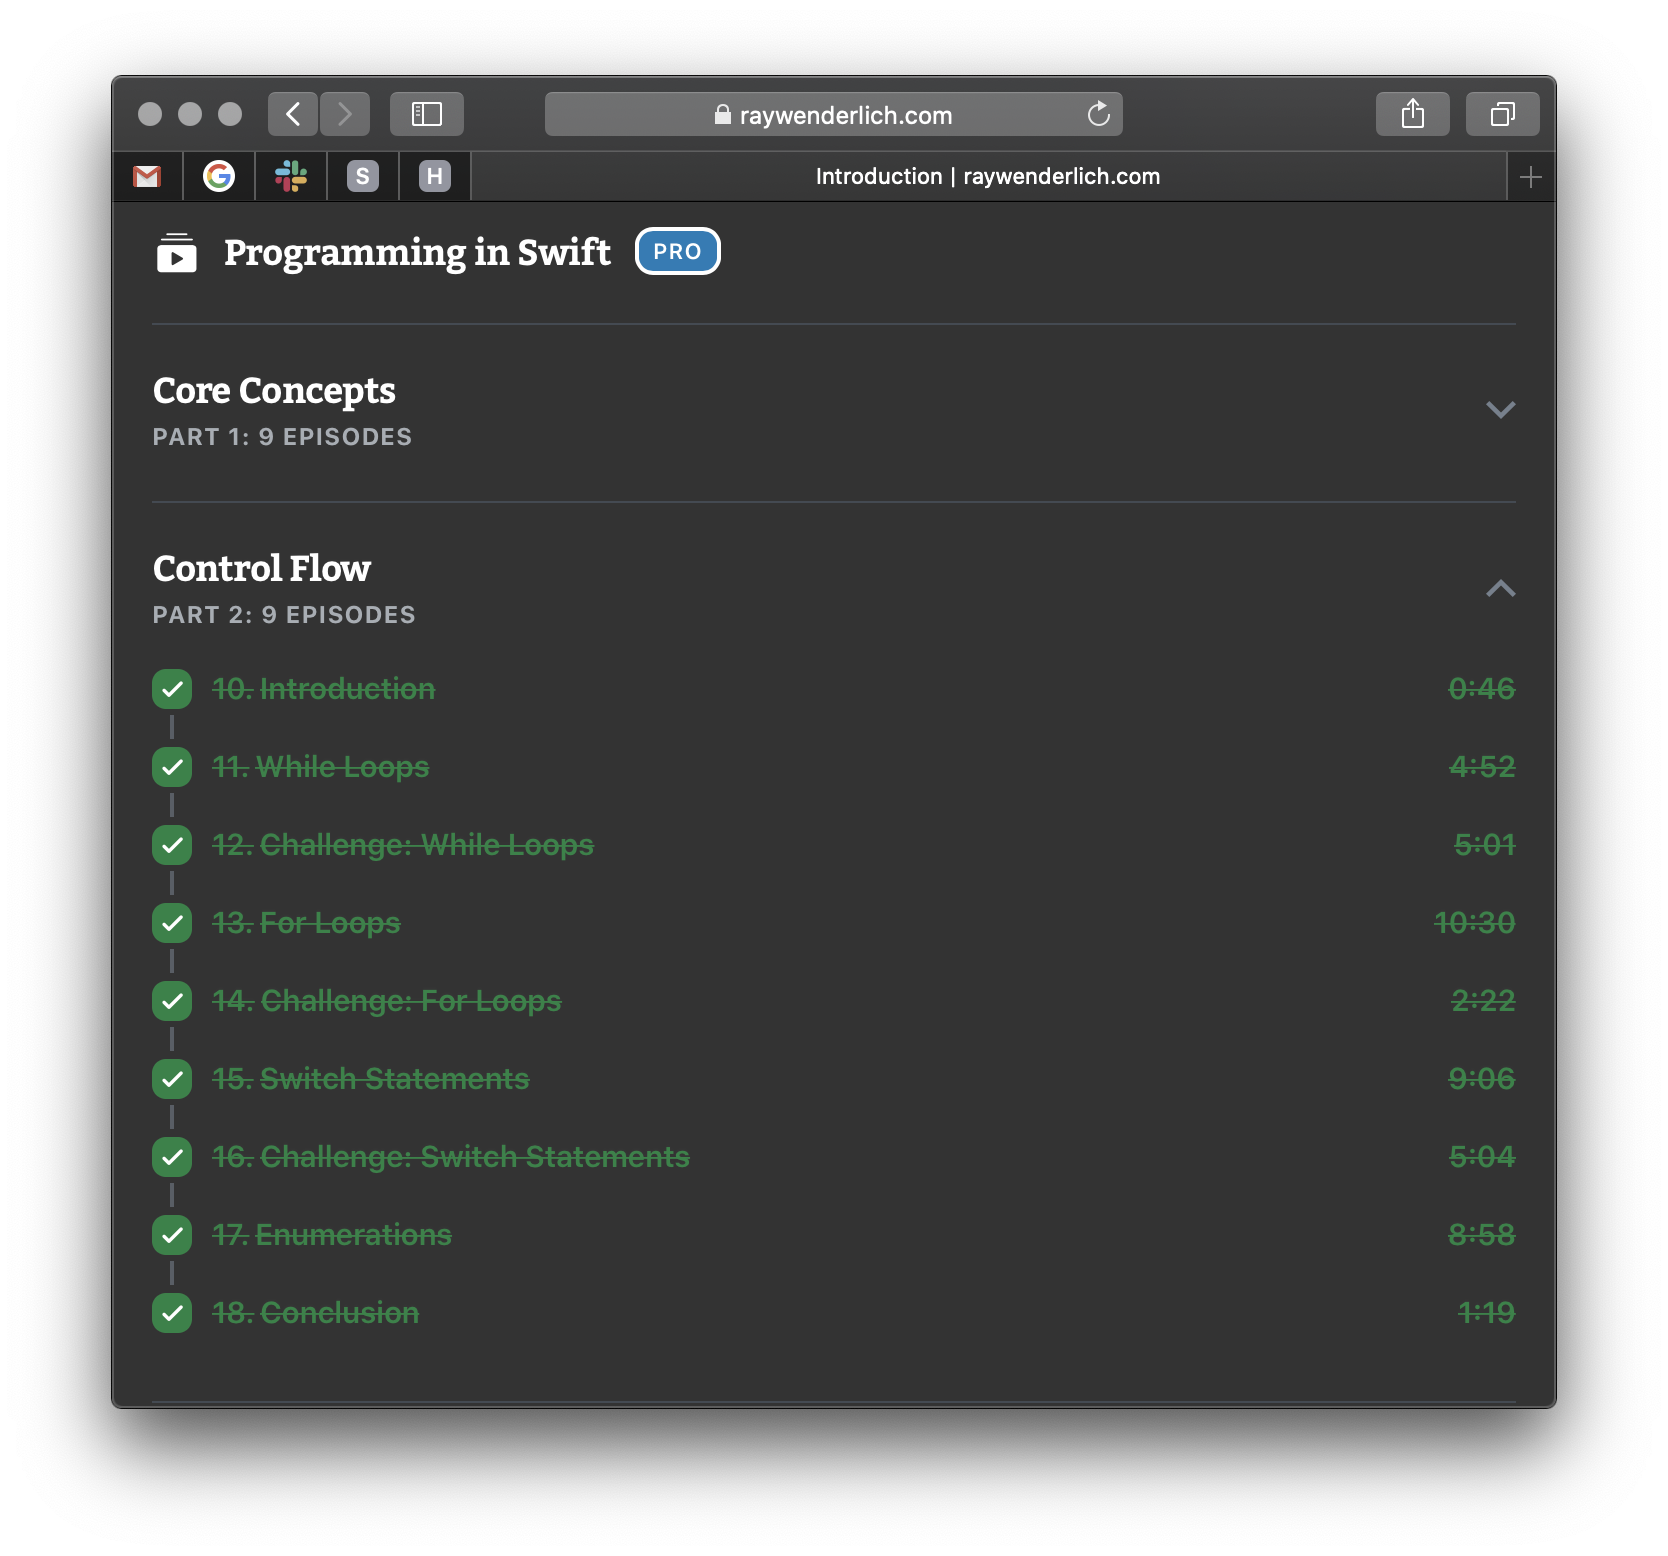 raywenderlich.com
S H Introduction | raywenderlich.com
Programming in Swift PRO
Core Concepts
PART 1: 9 EPISODES
Control Flow
PART 2: 9 EPISODES
10. Introduction 0:46
11. While Loops 4:52
12. Challenge: While Loops 5:01
13. For Loops 10:30
14. Challenge: For Loops 2:22
15. Switch Statements 9:06
16. Challenge: Switch Statements 5:04
17. Enumerations 8:58
18. Conclusion 1:19